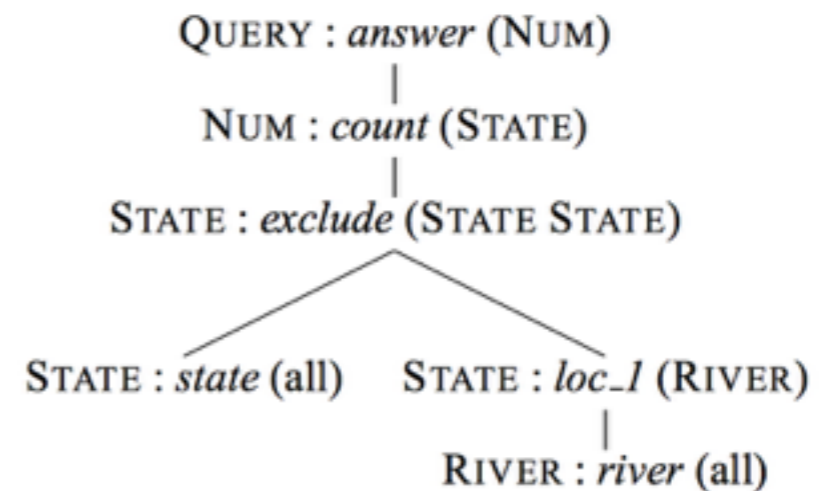 QUERY : answer (NUM)
NUM : count (STATE)
STATE : exclude (STATE STATE)
STATE : state (all) STATE : loc_1 (RIVER)
RIVER : river (all)